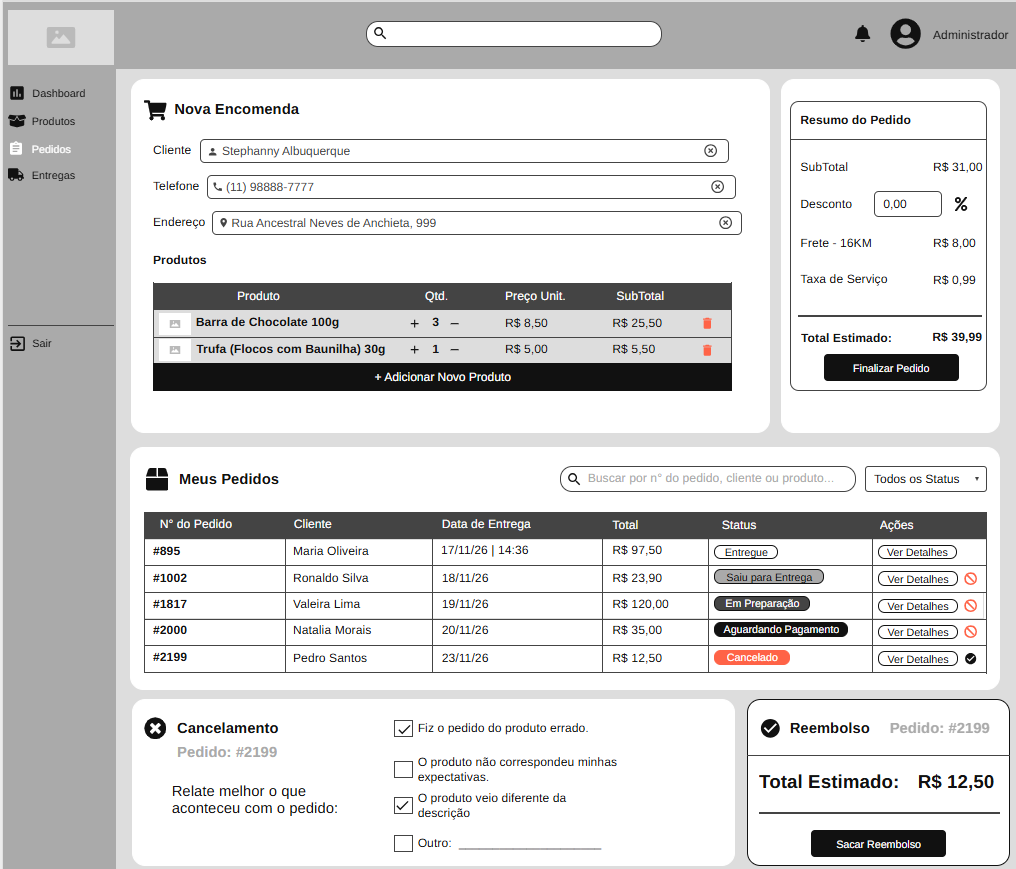 Administrador
Dashboard
Produtos
Pedidos
Entregas
Sair
Nova Encomenda
Cliente Stephanny Albuquerque
Telefone (11) 98888-7777
Endereço Rua Ancestral Neves de Anchieta, 999
Produtos
Produto Qtd. Preço Unit. SubTotal
Barra de Chocolate 100g + 3 – R$ 8,50 R$ 25,50
Trufa (Flocos com Baunilha) 30g + 1 – R$ 5,00 R$ 5,50
+ Adicionar Novo Produto
Resumo do Pedido
SubTotal R$ 31,00
Desconto 0,00 %
Frete - 16KM R$ 8,00
Taxa de Serviço R$ 0,99
Total Estimado: R$ 39,99
Finalizar Pedido
Meus Pedidos
Buscar por n° do pedido, cliente ou produto...
Todos os Status
N° do Pedido Cliente Data de Entrega Total Status Ações
#895 Maria Oliveira 17/11/26 | 14:36 R$ 97,50 Entregue Ver Detalhes
#1002 Ronaldo Silva 18/11/26 R$ 23,90 Saiu para Entrega Ver Detalhes
#1817 Valeira Lima 19/11/26 R$ 120,00 Em Preparação Ver Detalhes
#2000 Natalia Morais 20/11/26 R$ 35,00 Aguardando Pagamento Ver Detalhes
#2199 Pedro Santos 23/11/26 R$ 12,50 Cancelado Ver Detalhes
Cancelamento
Pedido: #2199
Relate melhor o que
aconteceu com o pedido:
Fiz o pedido do produto errado.
O produto não correspondeu minhas
expectativas.
O produto veio diferente da
descrição
Outro: ______________________
Reembolso Pedido: #2199
Total Estimado: R$ 12,50
Sacar Reembolso